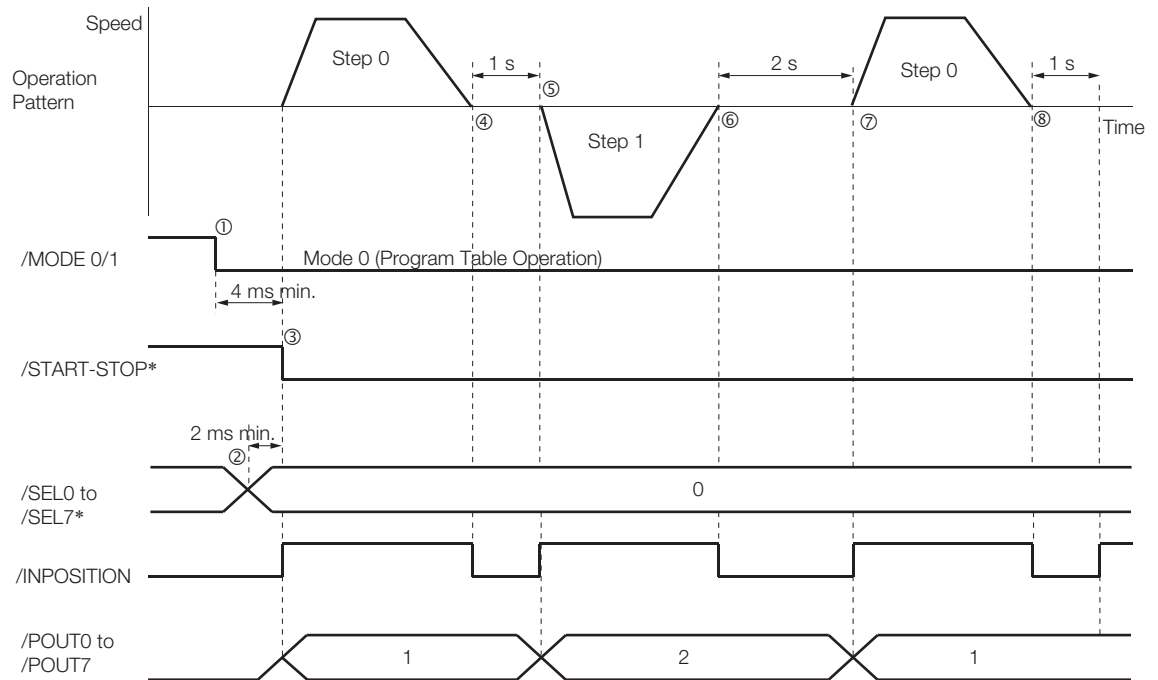 Speed
Operation
Pattern
Step 0
1 s
⑤
2 s
Step 0
1 s
④
⑥
⑦
⑧
Time
Step 1
①
/MODE 0/1
Mode 0 (Program Table Operation)
4 ms min.
③
/START-STOP*
2 ms min.
②
/SEL0 to
/SEL7*
0
/INPOSITION
/POUT0 to
/POUT7
1
2
1